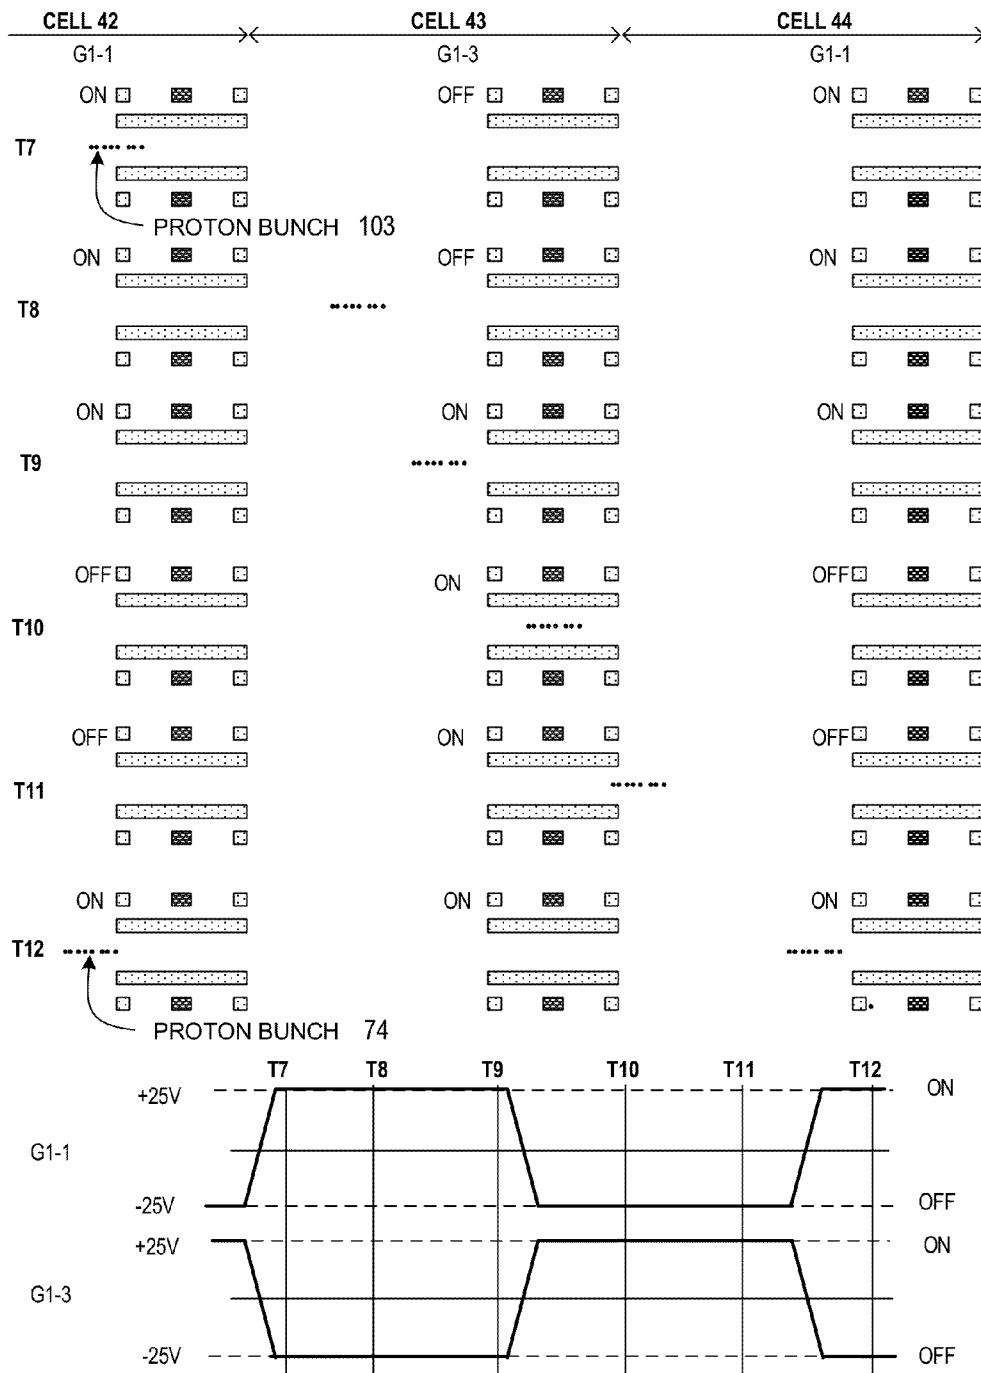 CELL 42 CELL 43 CELL 44
G1-1 G1-3 G1-1
ON OFF ON
T7
PROTON BUNCH 103
ON OFF ON
T8
ON ON ON
T9
OFF ON OFF
T10
OFF ON OFF
T11
ON ON ON
T12
PROTON BUNCH 74
T7 T8 T9 T10 T11 T12
+25V ON
G1-1
-25V OFF
+25V ON
G1-3
-25V OFF